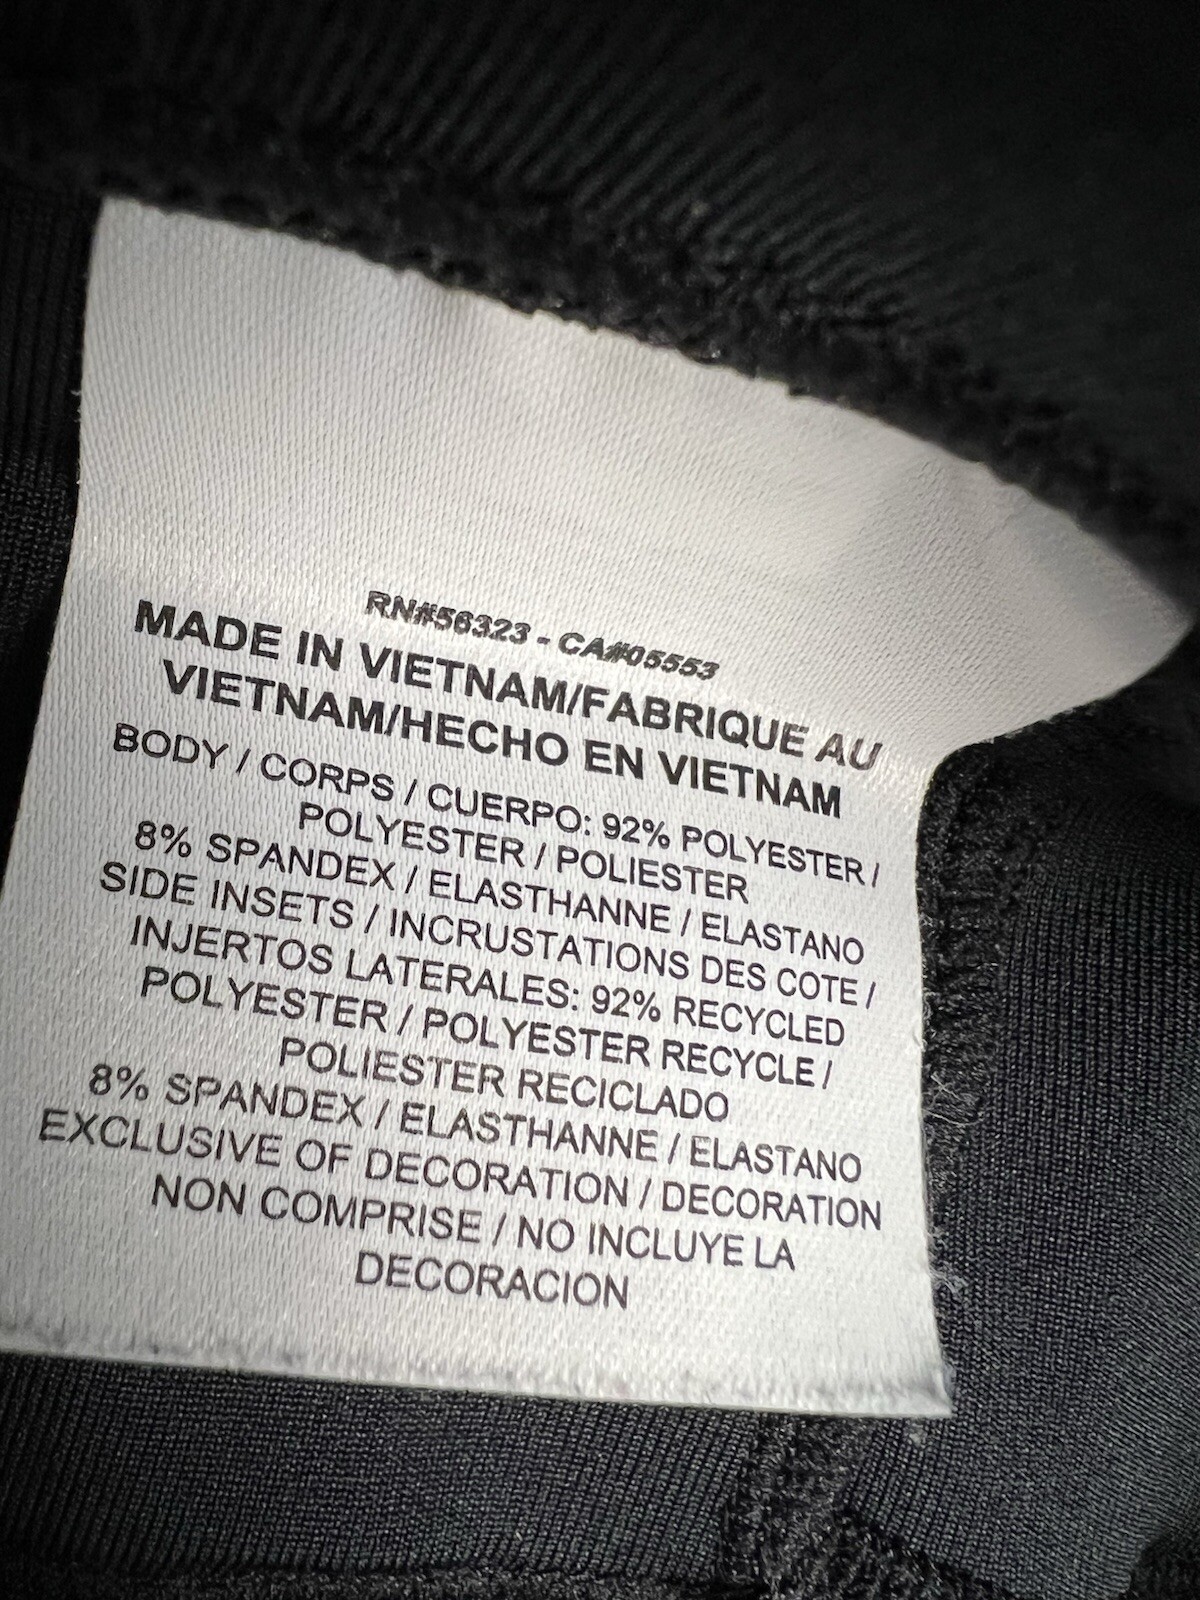 RN#56323 - CA#05553
MADE IN VIETNAM/FABRIQUE AU
VIETNAM/HECHO EN VIETNAM
BODY / CORPS / CUERPO: 92% POLYESTER /
POLYESTER / POLIESTER
8% SPANDEX / ELASTHANNE / ELASTANO
SIDE INSETS / INCRUSTATIONS DES COTE /
INJERTOS LATERALES: 92% RECYCLED
POLYESTER / POLYESTER RECYCLE /
POLIESTER RECICLADO
8% SPANDEX / ELASTHANNE / ELASTANO
EXCLUSIVE OF DECORATION / DECORATION
NON COMPRISE / NO INCLUYE LA
DECORACION